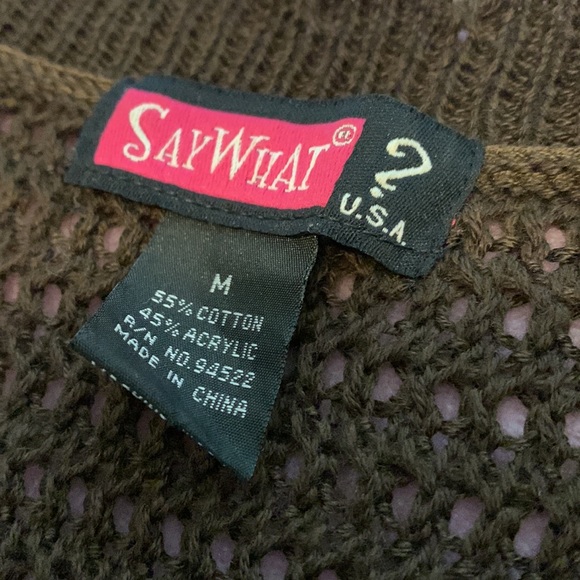 SAYWHAT ?
U.S.A.
M
55% COTTON
45% ACRYLIC
R/N NO.94522
MADE IN CHINA